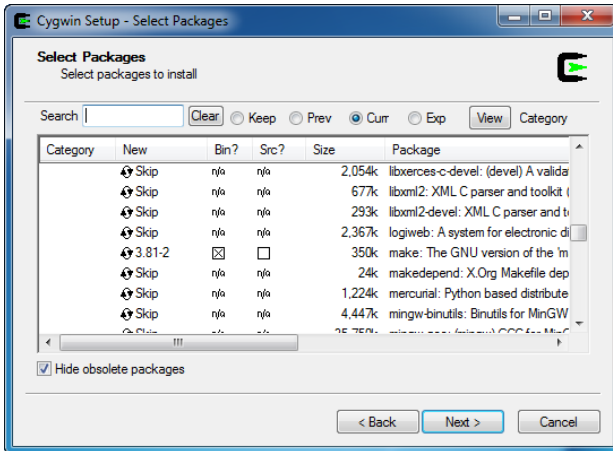 Cygwin Setup - Select Packages
Select Packages
Select packages to install
Search Clear Keep Prev Curr Exp View Category
Category New Bin? Src? Size Package
Skip n/a n/a 2,054k libxerces-c-devel: (devel) A valida
Skip n/a n/a 677k libxml2: XML C parser and toolkit (
Skip n/a n/a 293k libxml2-devel: XML C parser and t
Skip n/a n/a 2,367k logiweb: A system for electronic di
3.81-2 350k make: The GNU version of the 'm
Skip n/a n/a 24k makedepend: X.Org Makefile dep
Skip n/a n/a 1,224k mercurial: Python based distribute
Skip n/a n/a 4,447k mingw-binutils: Binutils for MinGW
Hide obsolete packages
< Back Next > Cancel